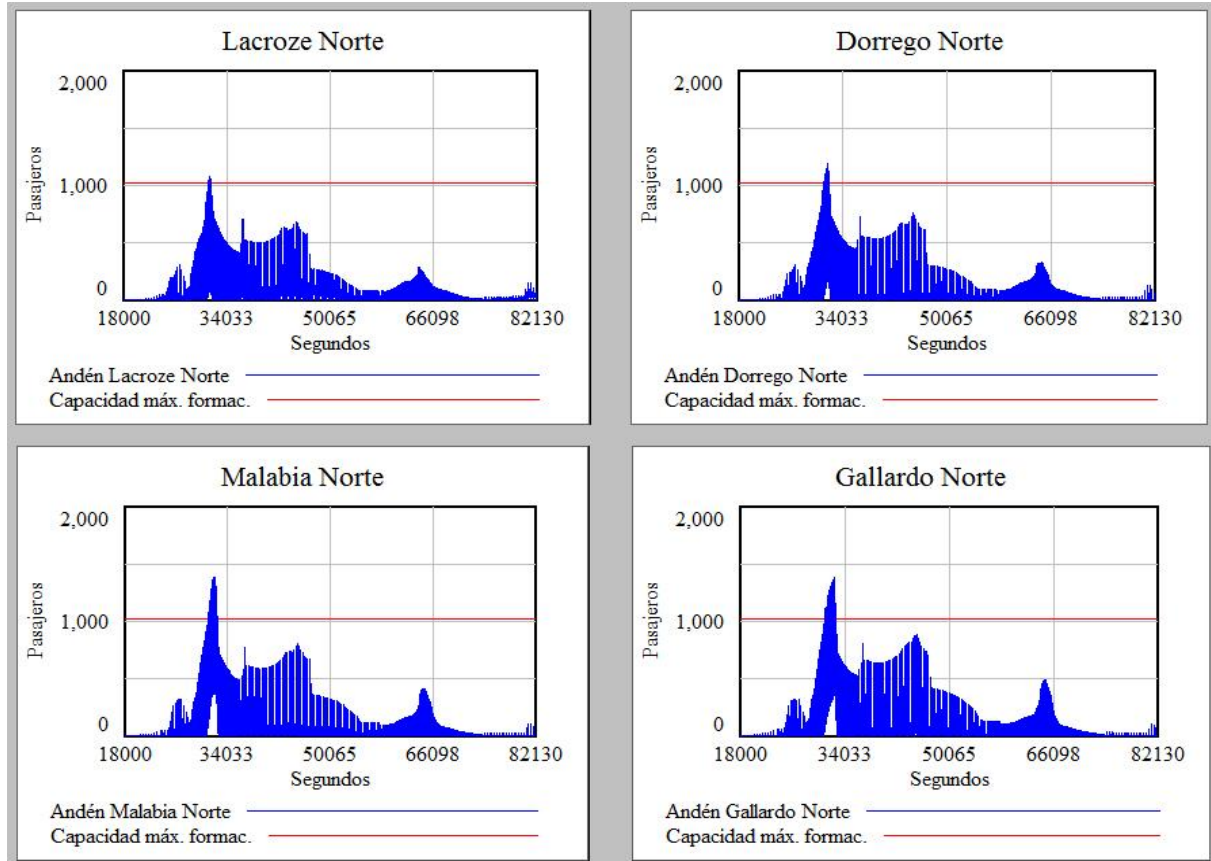 Lacroze Norte
2,000
1,000
0
Pasajeros
18000 34033 50065 66098 82130
Segundos
Andén Lacroze Norte
Capacidad máx. formac.
Dorrego Norte
2,000
1,000
0
Pasajeros
18000 34033 50065 66098 82130
Segundos
Andén Dorrego Norte
Capacidad máx. formac.
Malabia Norte
2,000
1,000
0
Pasajeros
18000 34033 50065 66098 82130
Segundos
Andén Malabia Norte
Capacidad máx. formac.
Gallardo Norte
2,000
1,000
0
Pasajeros
18000 34033 50065 66098 82130
Segundos
Andén Gallardo Norte
Capacidad máx. formac.